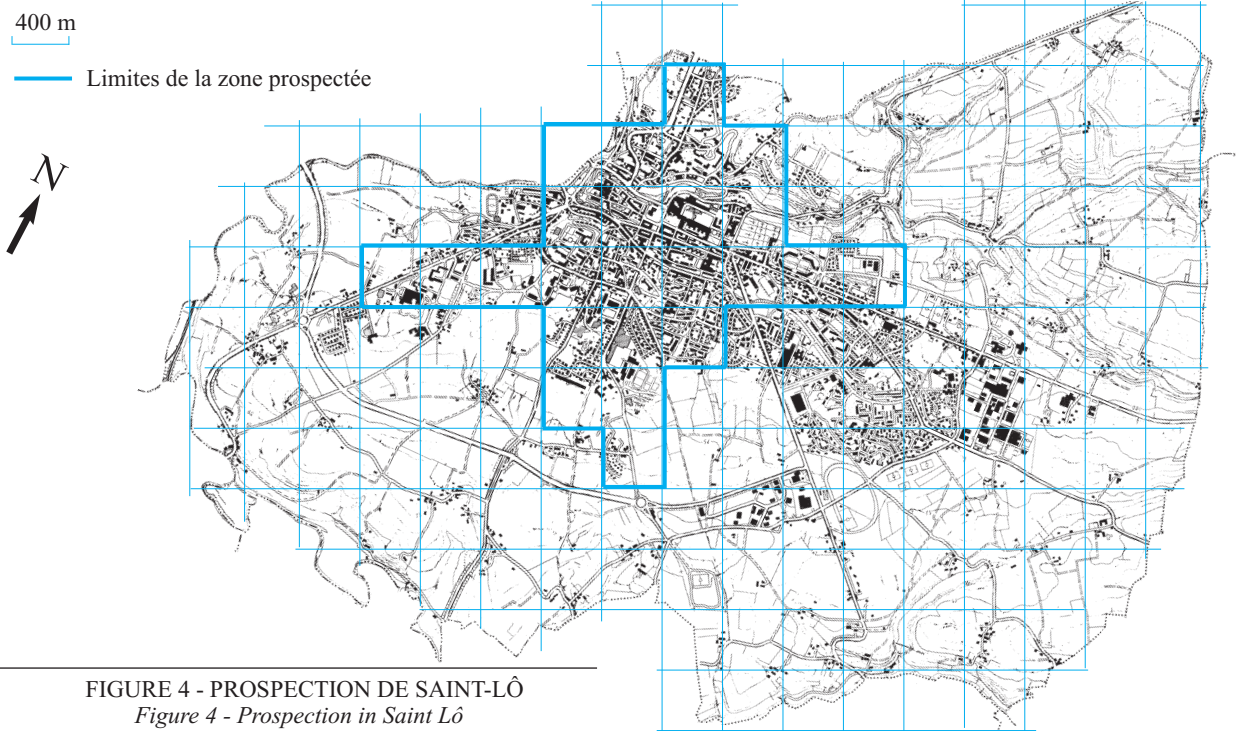 400 m
Limites de la zone prospectée
N
FIGURE 4 - PROSPECTION DE SAINT-LÔ
Figure 4 - Prospection in Saint Lô